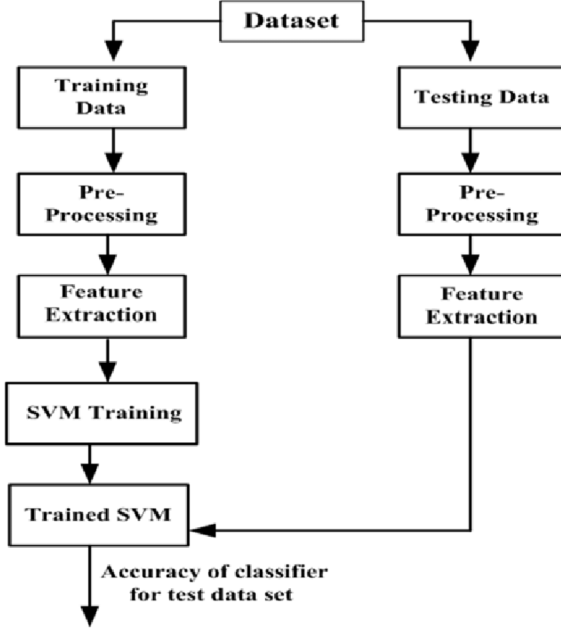 Dataset
Training
Data
Testing Data
Pre-
Processing
Pre-
Processing
Feature
Extraction
Feature
Extraction
SVM Training
Trained SVM
Accuracy of classifier
for test data set